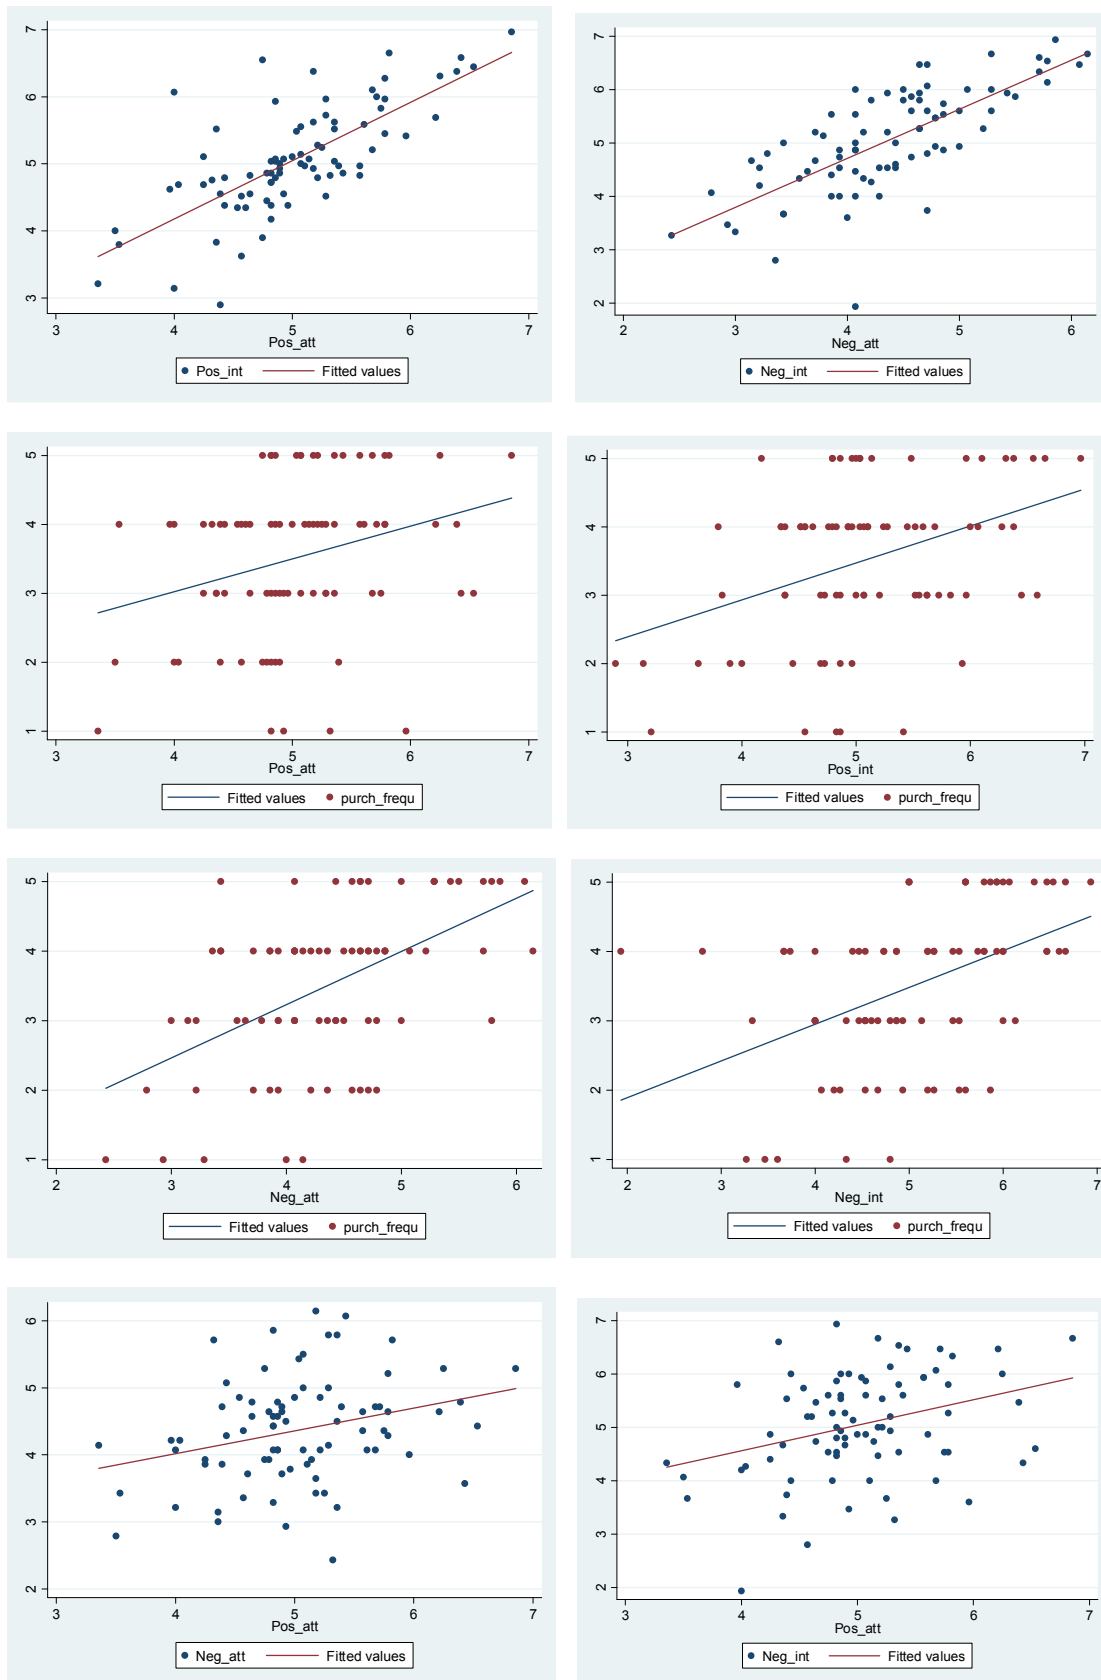 7
6
5
4
3
3 4 5 6 7
Pos_att
Pos_int Fitted values
7
6
5
4
3
2
2 3 4 5 6
Neg_att
Neg_int Fitted values
5
4
3
2
1
3 4 5 6 7
Pos_att
Fitted values purch_frequ
5
4
3
2
1
3 4 5 6 7
Pos_int
Fitted values purch_frequ
5
4
3
2
1
2 3 4 5 6
Neg_att
Fitted values purch_frequ
5
4
3
2
1
2 3 4 5 6 7
Neg_int
Fitted values purch_frequ
6
5
4
3
2
3 4 5 6 7
Pos_att
Neg_att Fitted values
7
6
5
4
3
2
3 4 5 6 7
Pos_att
Neg_int Fitted values